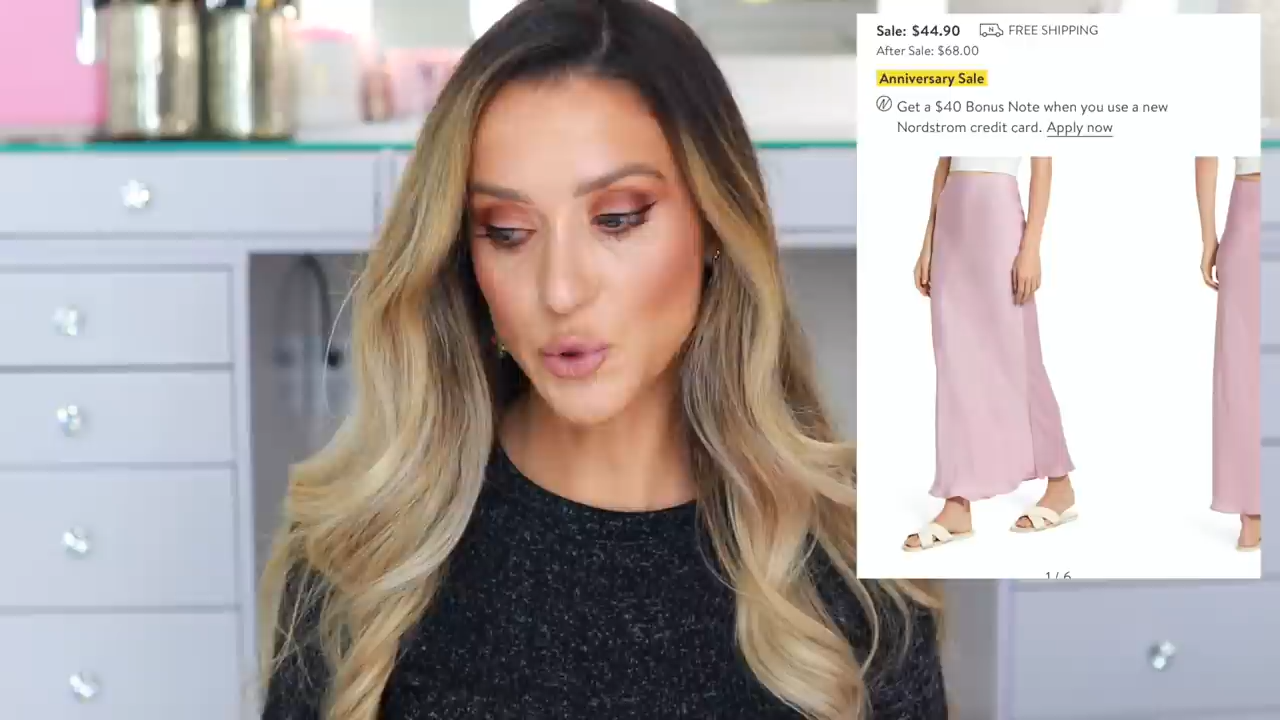 Sale: $44.90 FREE SHIPPING
After Sale: $68.00
Anniversary Sale
Get a $40 Bonus Note when you use a new
Nordstrom credit card. Apply now
1 / 6